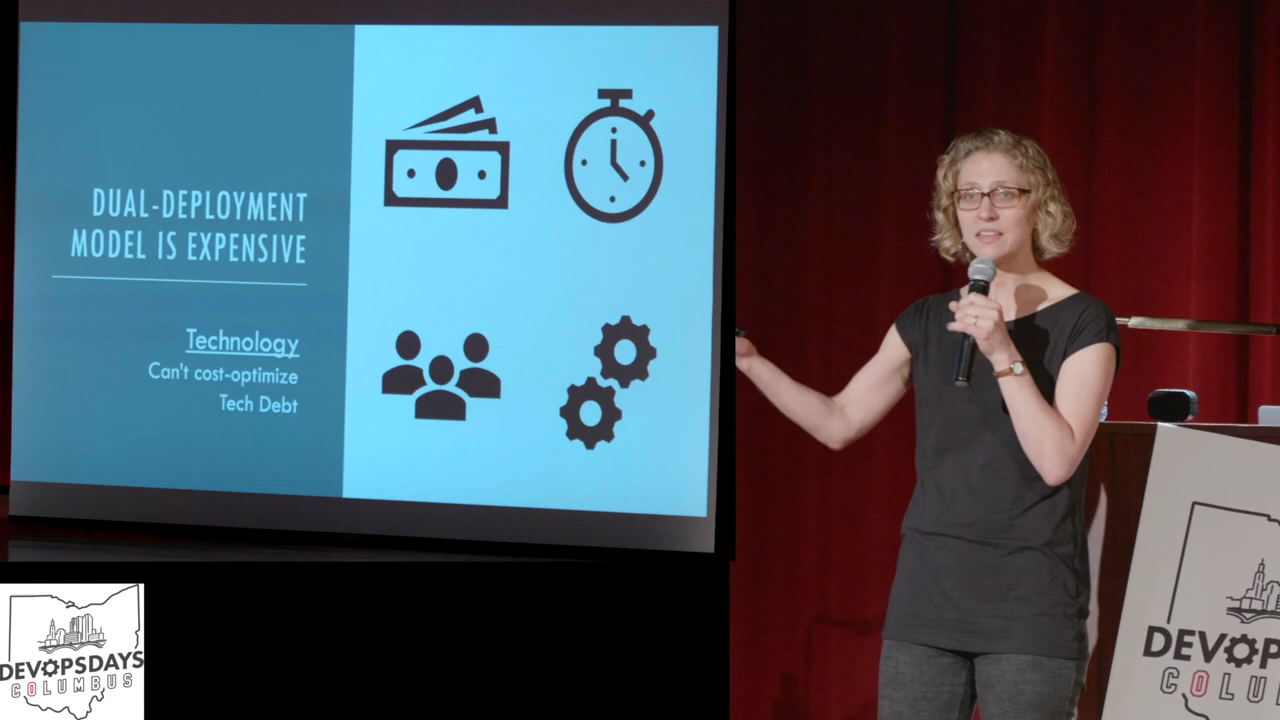 DUAL-DEPLOYMENT
MODEL IS EXPENSIVE
Technology
Can't cost-optimize
Tech Debt
DEVOPSDAYS
COLUMBUS
DEVOPS
COLU